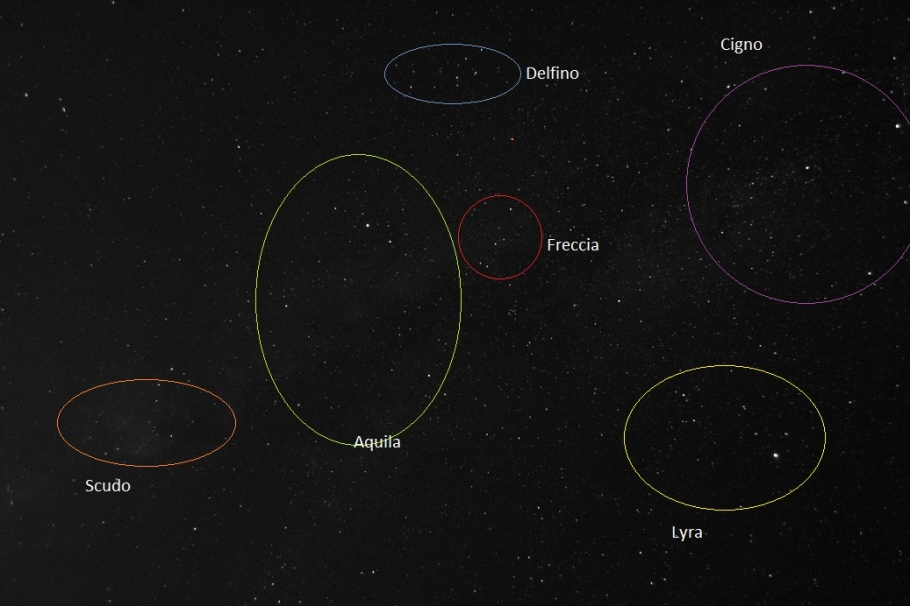 Cigno
Delfino
Freccia
Aquila
Scudo
Lyra